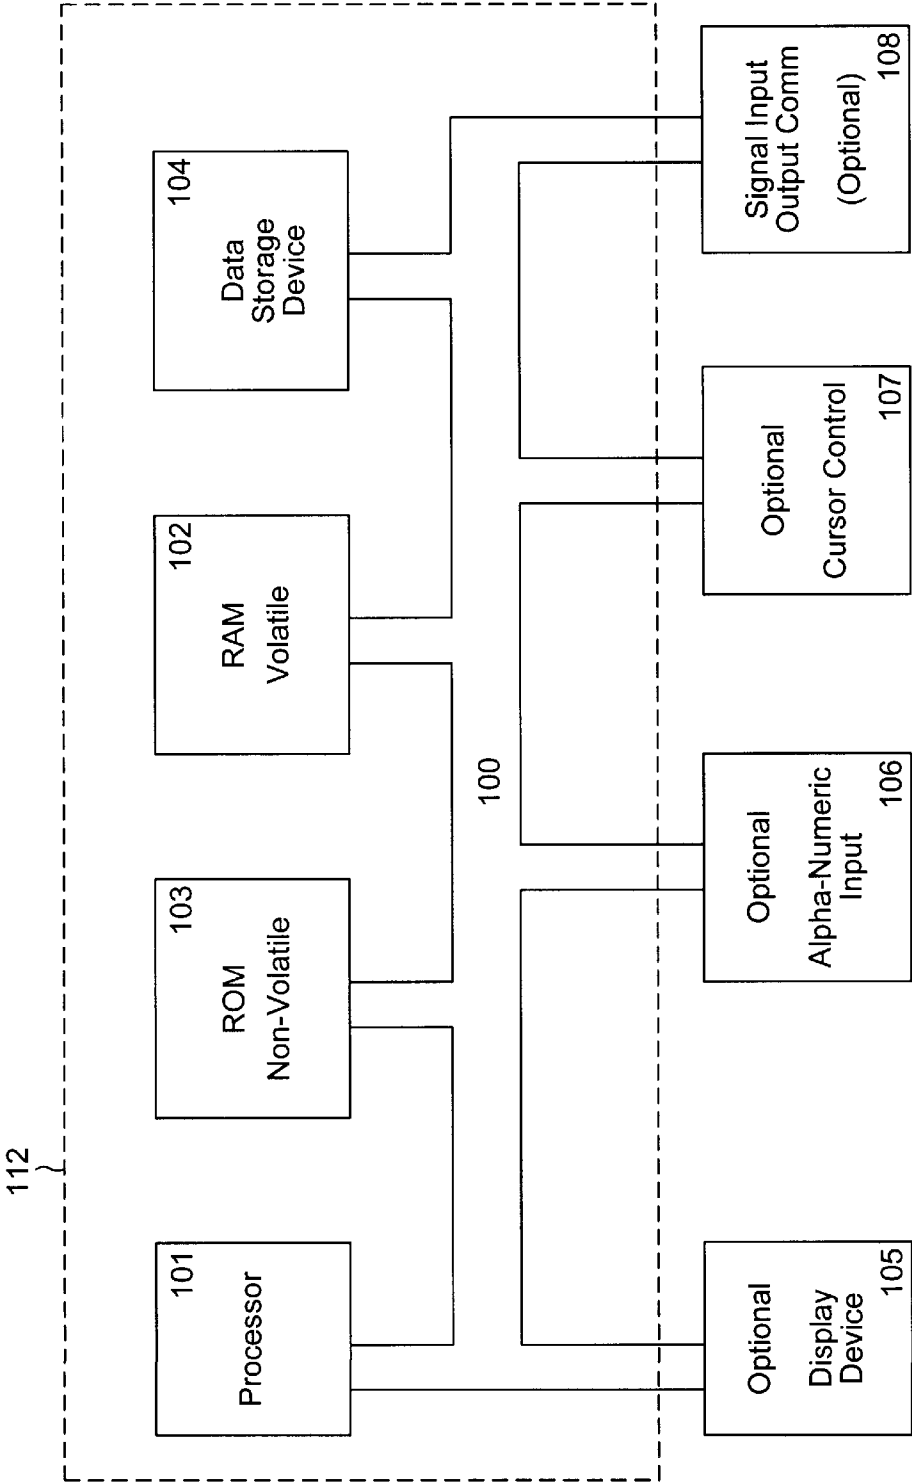 112
101
Processor
103
ROM
Non-Volatile
102
RAM
Volatile
104
Data
Storage
Device
100
Optional
Display
Device
105
Optional
Alpha-Numeric
Input
106
Optional
Cursor Control
107
Signal Input
Output Comm
(Optional)
108